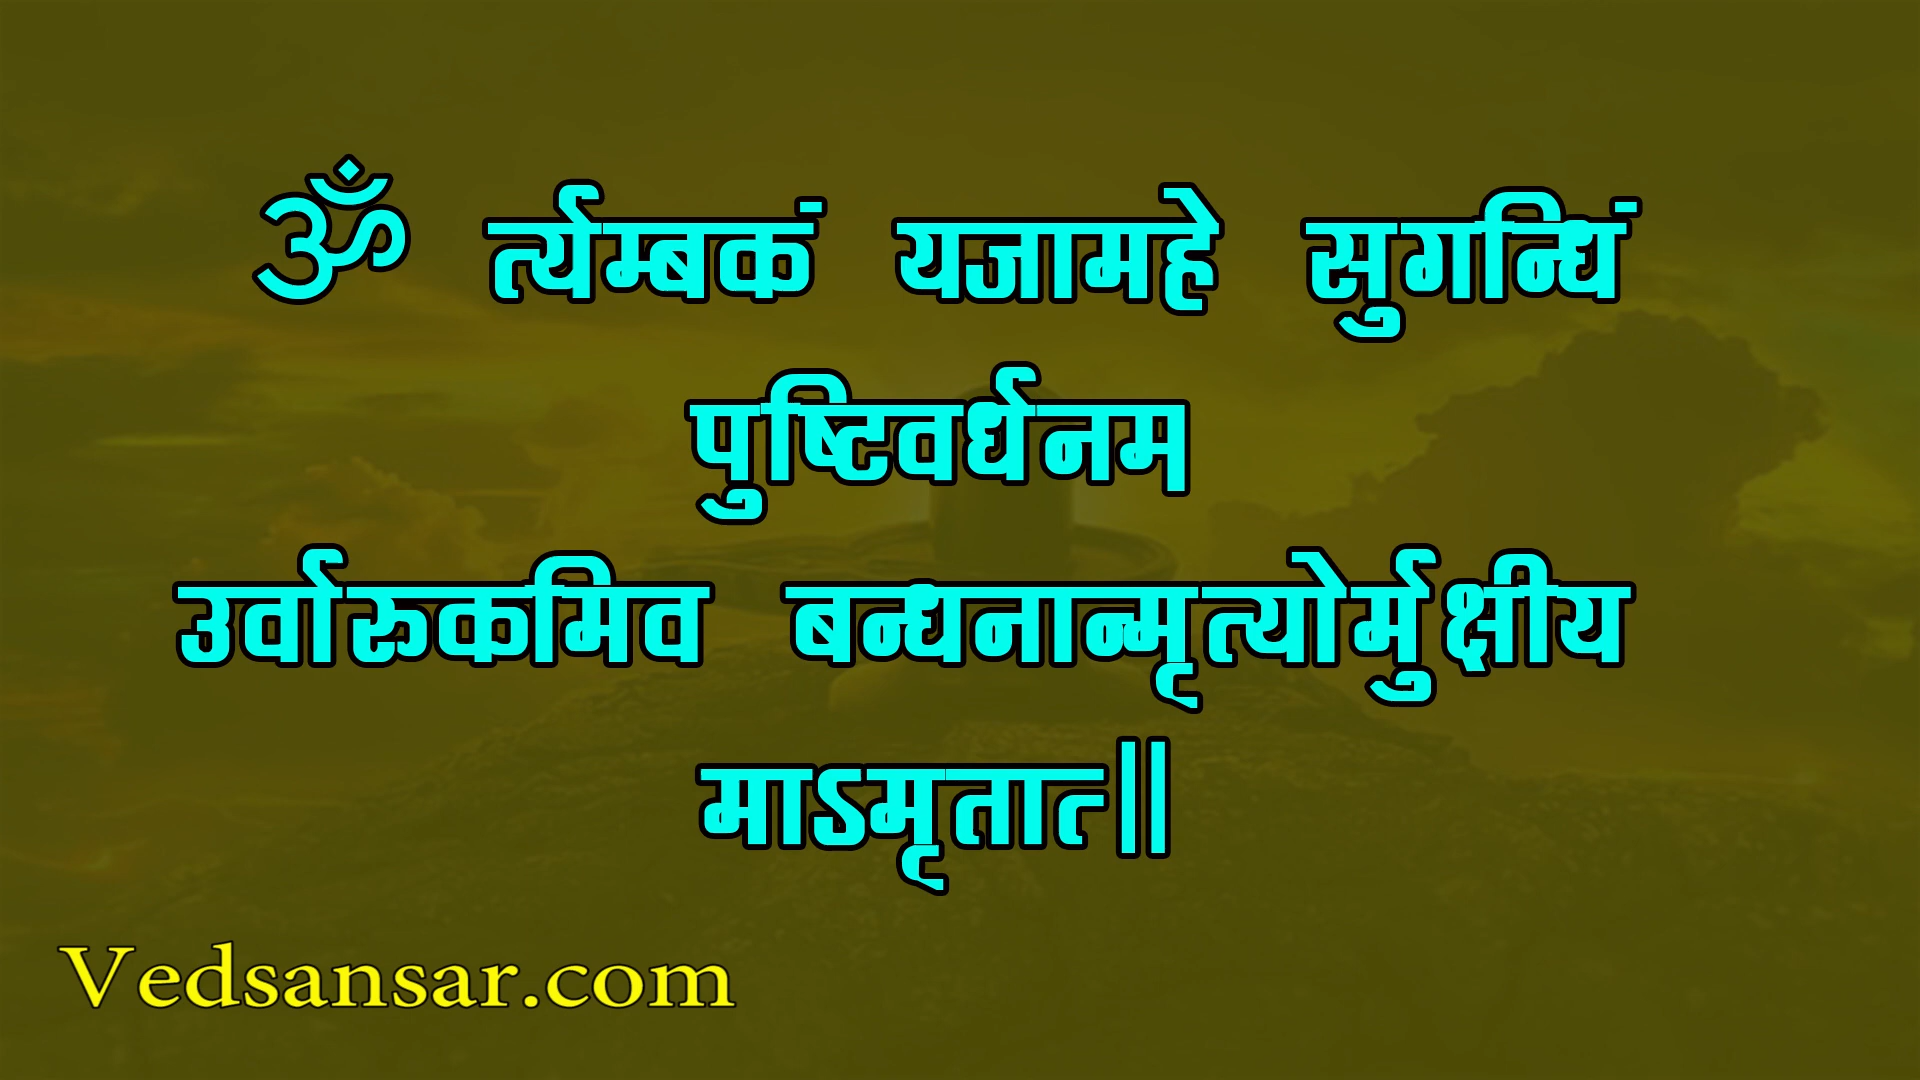 ॐ र्त्यम्बकं यजामहे सुगन्धिं
पुष्टिवर्धनम
उर्वारुकमिव बन्धनान्मृत्योर्मुक्षीय
माऽमृतात॥
Vedsansar.com